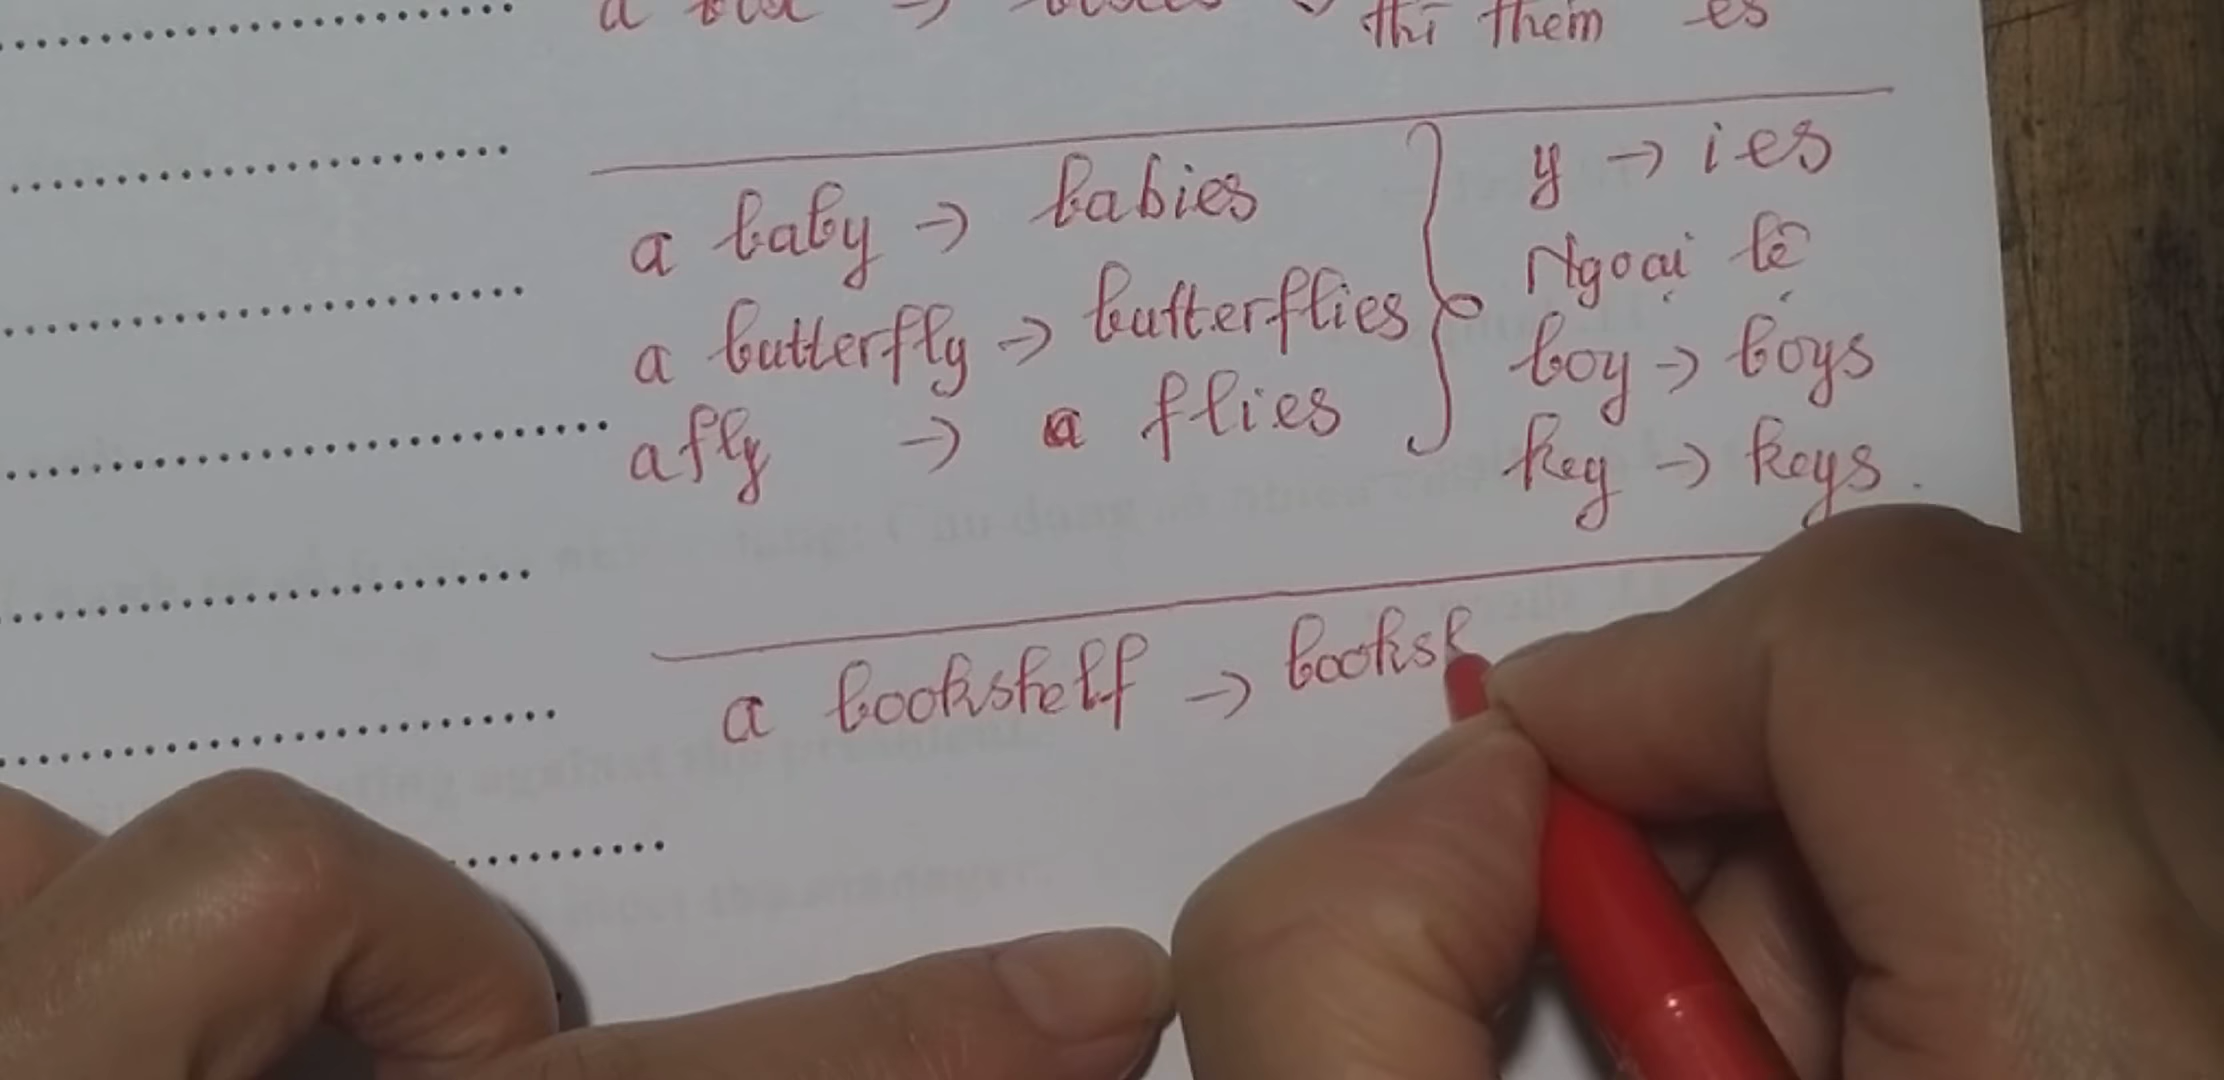 thì thêm es
a baby → babies
a butterfly → butterflies
a fly → a flies
y → ies
Ngoại lệ
boy → boys
key → keys.
a bookshelf → booksh